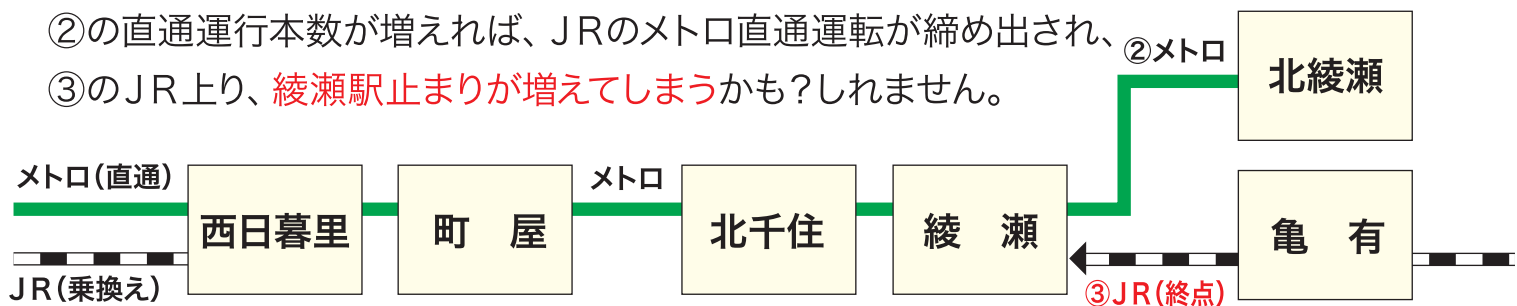 ②の直通運行本数が増えれば、JRのメトロ直通運転が締め出され、
③のJR上り、綾瀬駅止まりが増えてしまうかも?しれません。
②メトロ
北綾瀬
メトロ(直通)
メトロ
西日暮里
町　屋
北千住
綾　瀬
亀　有
JR(乗換え)
③JR(終点)